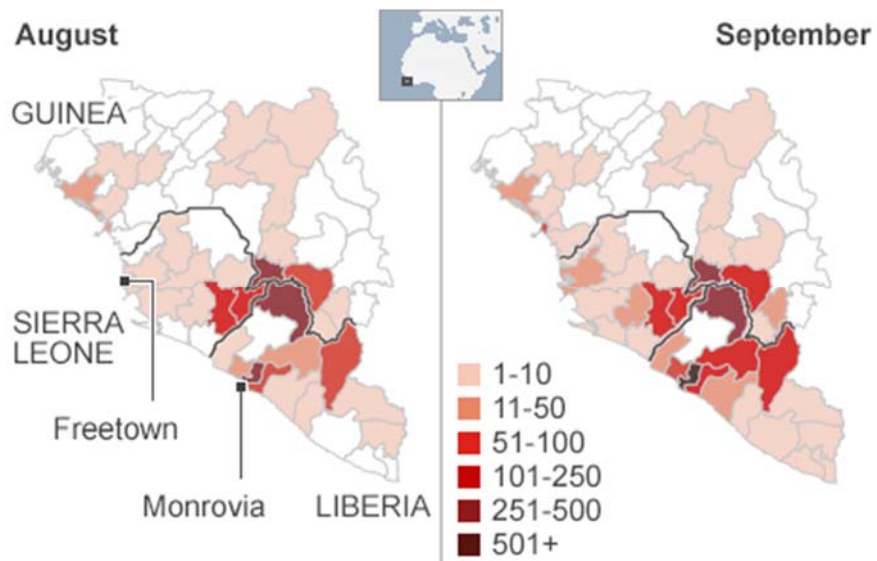 August
September
GUINEA
SIERRA
LEONE
Freetown
Monrovia
LIBERIA
1-10
11-50
51-100
101-250
251-500
501+